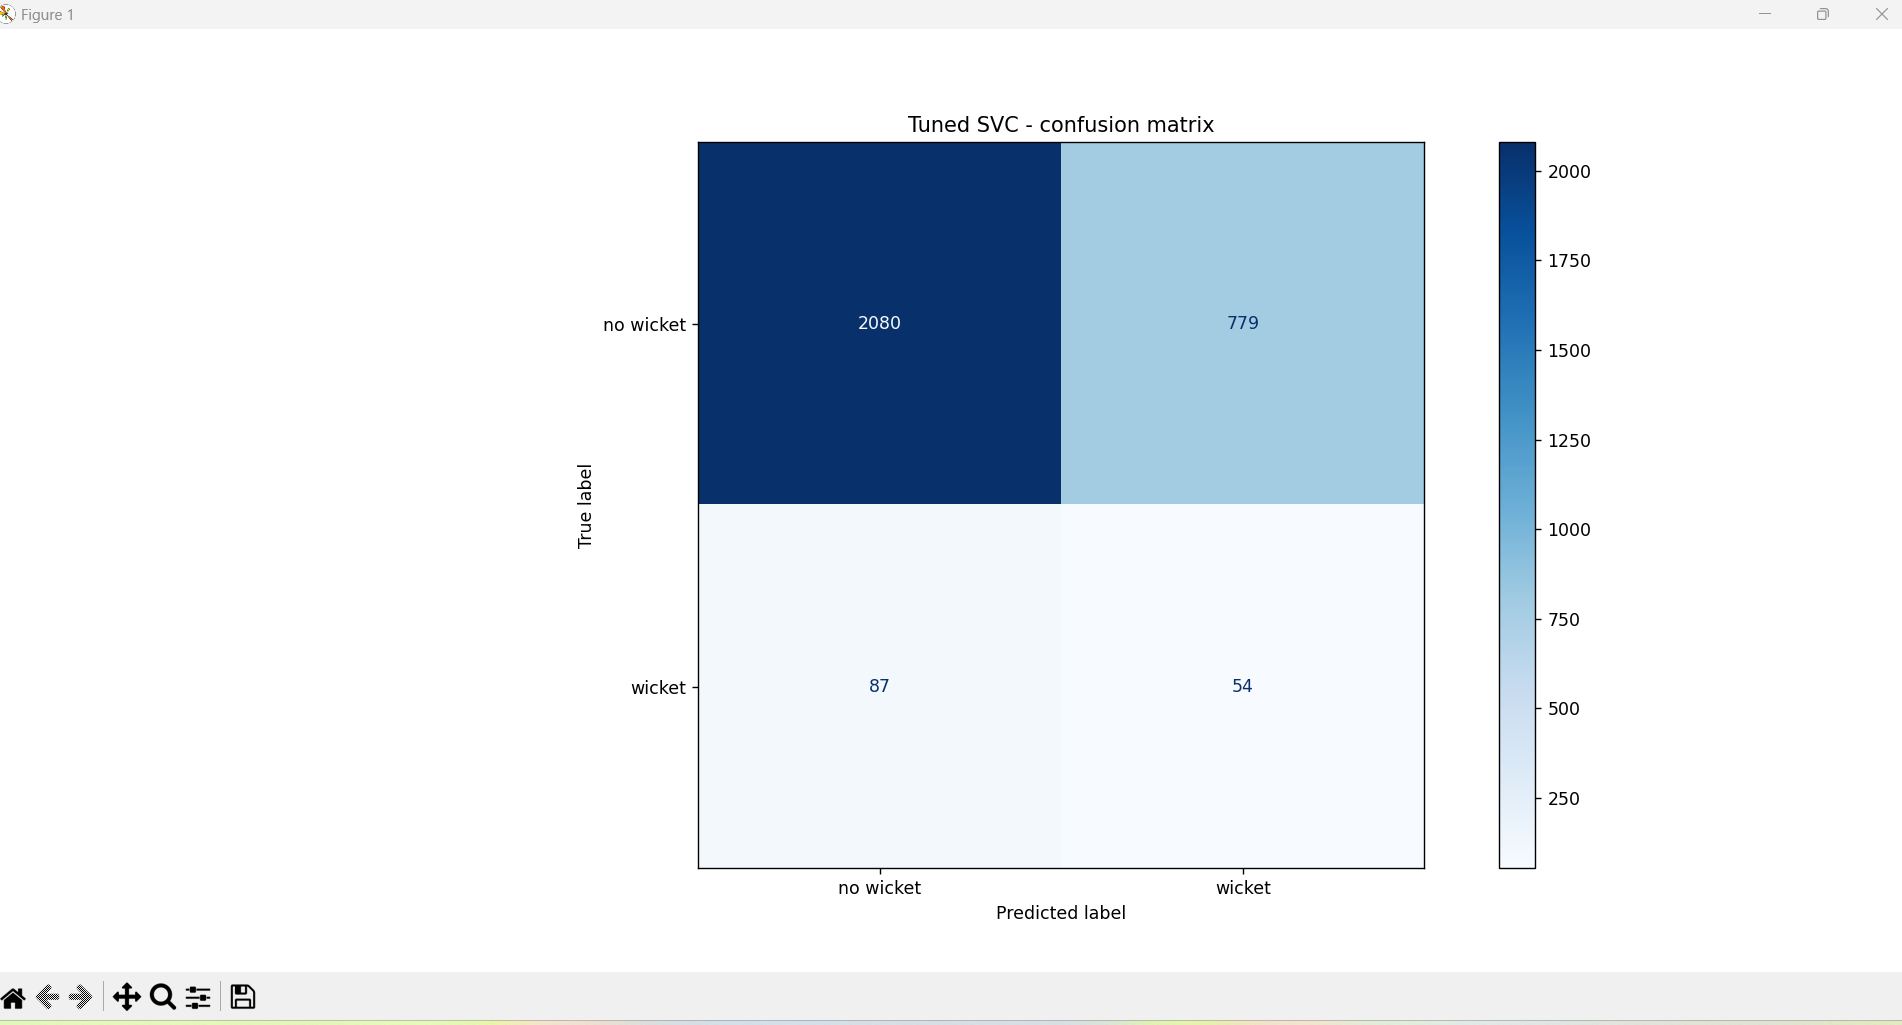 Figure 1
Tuned SVC - confusion matrix
2000
1750
1500
1250
1000
750
500
250
no wicket
2080
779
True label
wicket
87
54
no wicket
wicket
Predicted label